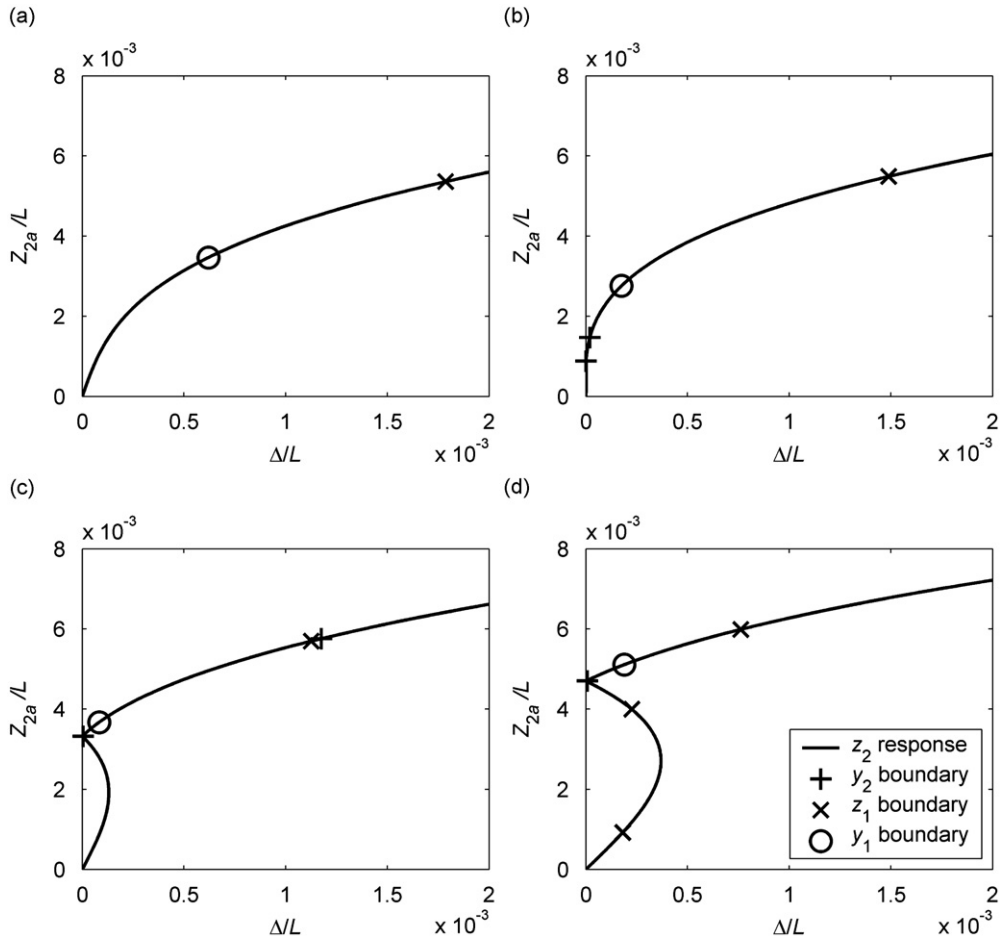 (a)
x 10⁻³
8
6
4
2
0
Z₂ₐ/L
0 0.5 1 1.5 2
Δ/L
x 10⁻³
(b)
x 10⁻³
8
6
4
2
0
Z₂ₐ/L
0 0.5 1 1.5 2
Δ/L
x 10⁻³
(c)
x 10⁻³
8
6
4
2
0
Z₂ₐ/L
0 0.5 1 1.5 2
Δ/L
x 10⁻³
(d)
x 10⁻³
8
6
4
2
0
Z₂ₐ/L
z₂ response
y₂ boundary
z₁ boundary
y₁ boundary
0 0.5 1 1.5 2
Δ/L
x 10⁻³